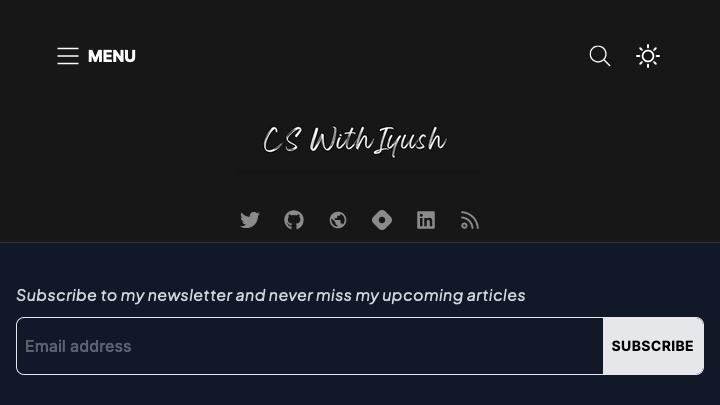 MENU
CS With Iyush
Subscribe to my newsletter and never miss my upcoming articles
Email address
SUBSCRIBE